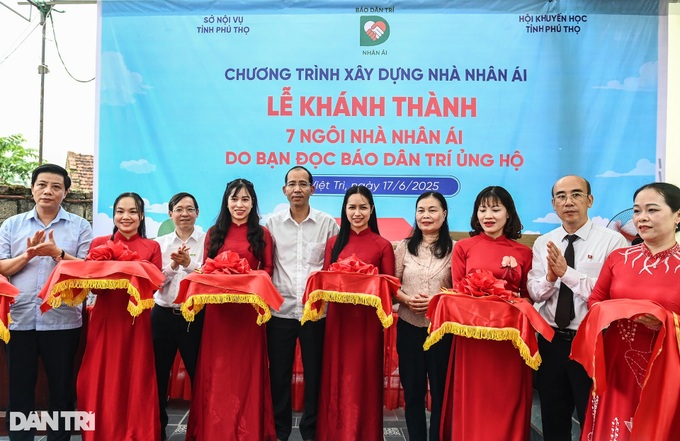 SỞ NỘI VỤ
TỈNH PHÚ THỌ
BÁO DÂN TRÍ
NHÂN ÁI
HỘI KHUYẾN HỌC
TỈNH PHÚ THỌ
CHƯƠNG TRÌNH XÂY DỰNG NHÀ NHÂN ÁI
LỄ KHÁNH THÀNH
7 NGÔI NHÀ NHÂN ÁI
DO BẠN ĐỌC BÁO DÂN TRÍ ỦNG HỘ
Việt Trì, ngày 17/6/2025
DÂN TRÍ